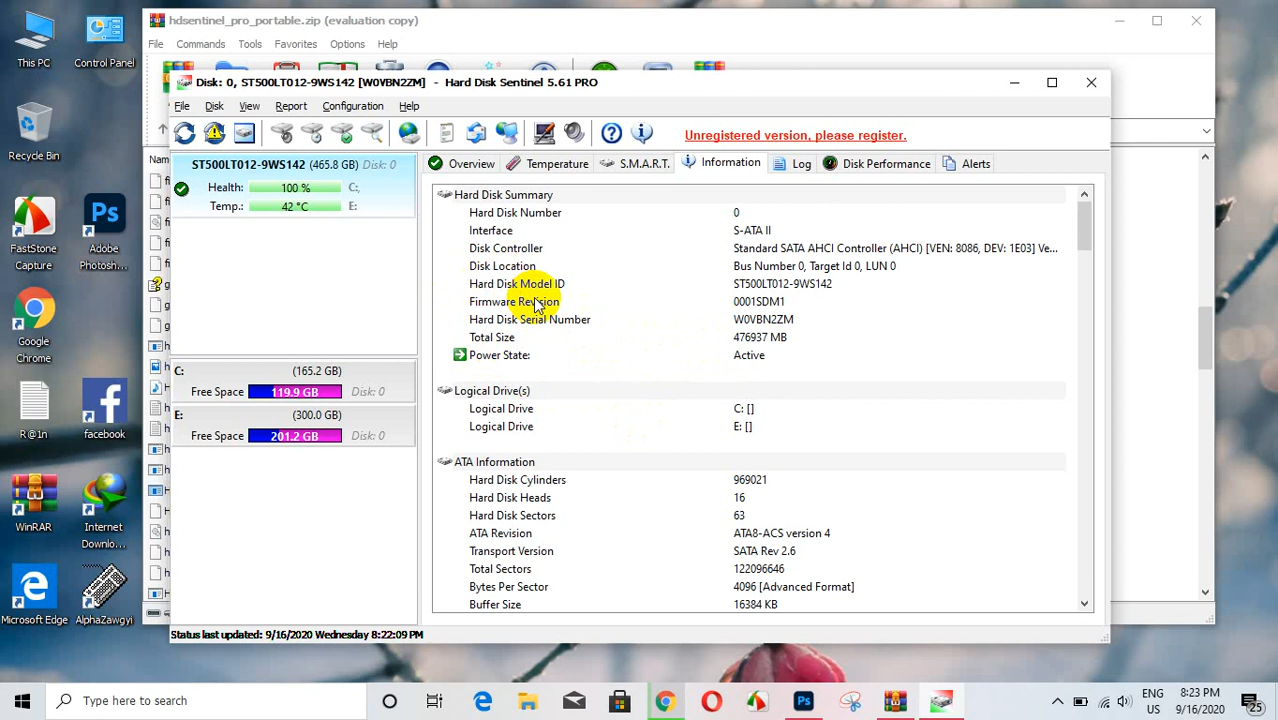 hdsentinel_pro_portable.zip (evaluation copy)
File Commands Tools Favorites Options Help
Disk: 0, ST500LT012-9WS142 [W0VBN2ZM] - Hard Disk Sentinel 5.61 PRO
File Disk View Report Configuration Help
Unregistered version, please register.
ST500LT012-9WS142 (465.8 GB) Disk: 0
Health: 100 % C:,
Temp.: 42 °C E:
C: (165.2 GB)
Free Space 119.9 GB Disk: 0
E: (300.0 GB)
Free Space 201.2 GB Disk: 0
Overview Temperature S.M.A.R.T. Information Log Disk Performance Alerts
Hard Disk Summary
Hard Disk Number 0
Interface S-ATA II
Disk Controller Standard SATA AHCI Controller (AHCI) [VEN: 8086, DEV: 1E03] Ve...
Disk Location Bus Number 0, Target Id 0, LUN 0
Hard Disk Model ID ST500LT012-9WS142
Firmware Revision 0001SDM1
Hard Disk Serial Number W0VBN2ZM
Total Size 476937 MB
Power State: Active
Logical Drive(s)
Logical Drive C: []
Logical Drive E: []
ATA Information
Hard Disk Cylinders 969021
Hard Disk Heads 16
Hard Disk Sectors 63
ATA Revision ATA8-ACS version 4
Transport Version SATA Rev 2.6
Total Sectors 122096646
Bytes Per Sector 4096 [Advanced Format]
Buffer Size 16384 KB
Status last updated: 9/16/2020 Wednesday 8:22:09 PM
This PC
Control Panel
Recycle Bin
FastStone
Capture
Adobe
Photosh...
Google
Chrome
R@1n
facebook
WinRAR
Internet
Downlo...
Microsoft Edge
AlphaZawgyi
Type here to search
ENG
US
8:23 PM
9/16/2020
25